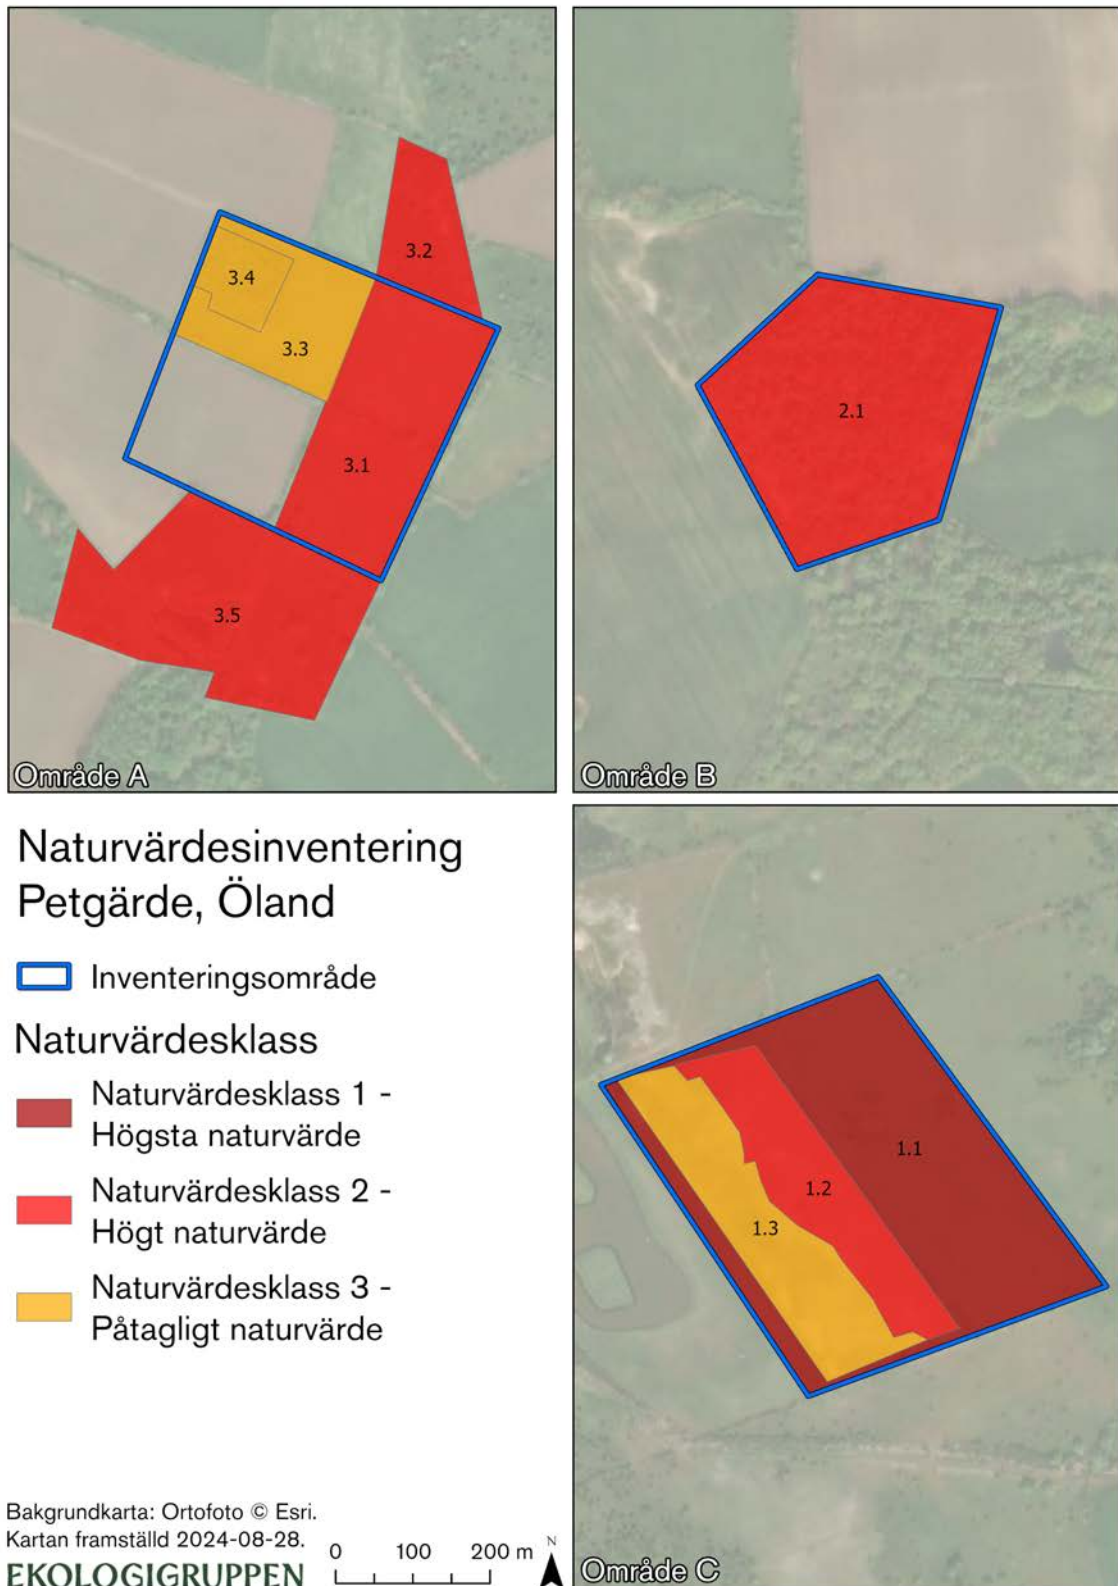 3.2
3.4
3.3
3.1
3.5
Område A
2.1
Område B
Naturvärdesinventering
Petgärde, Öland
Inventeringsområde
Naturvärdesklass
Naturvärdesklass 1 -
Högsta naturvärde
Naturvärdesklass 2 -
Högt naturvärde
Naturvärdesklass 3 -
Påtagligt naturvärde
1.1
1.2
1.3
Område C
Bakgrundkarta: Ortofoto © Esri.
Kartan framställd 2024-08-28.
EKOLOGIGRUPPEN
0 100 200 m
N